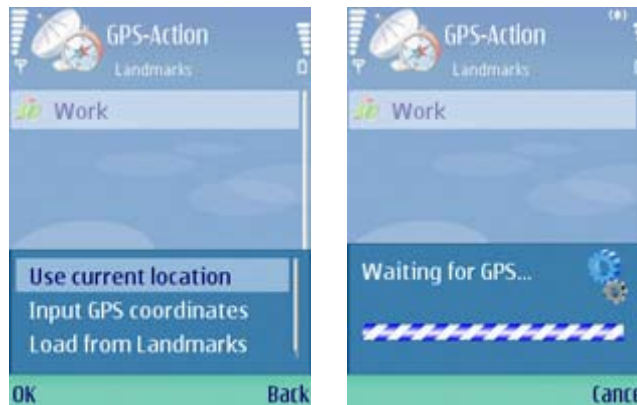 GPS-Action
Landmarks
Work
Use current location
Input GPS coordinates
Load from Landmarks
OK Back
GPS-Action
Landmarks
Work
Waiting for GPS...
Cance